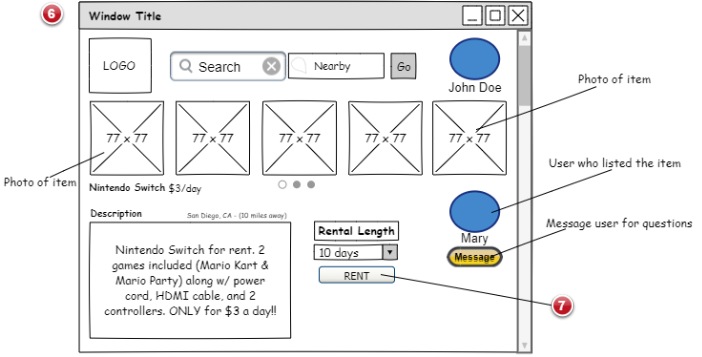 6
Window Title
LOGO
Search
Nearby
Go
John Doe
Photo of item
77 x 77
77 x 77
77 x 77
77 x 77
77 x 77
Photo of item
Nintendo Switch $3/day
User who listed the item
Description
San Diego, CA - (10 miles away)
Nintendo Switch for rent. 2
games included (Mario Kart &
Mario Party) along w/ power
cord, HDMI cable, and 2
controllers. ONLY for $3 a day!!
Rental Length
10 days
RENT
Mary
Message
Message user for questions
7